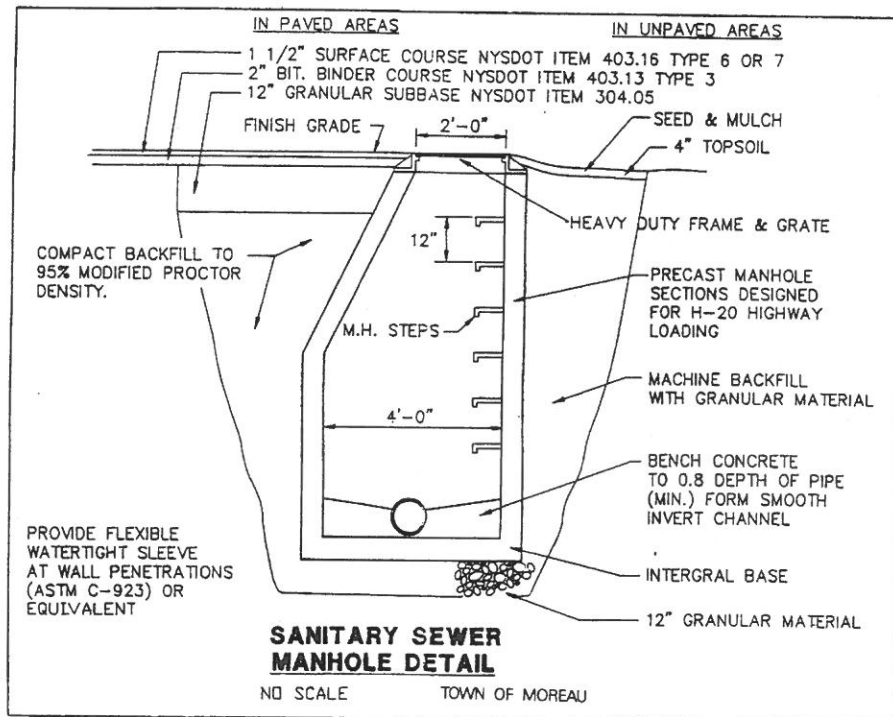 IN PAVED AREAS
IN UNPAVED AREAS
1 1/2" SURFACE COURSE NYSDOT ITEM 403.16 TYPE 6 OR 7
2" BIT. BINDER COURSE NYSDOT ITEM 403.13 TYPE 3
12" GRANULAR SUBBASE NYSDOT ITEM 304.05
FINISH GRADE
2'-0"
SEED & MULCH
4" TOPSOIL
HEAVY DUTY FRAME & GRATE
12"
COMPACT BACKFILL TO
95% MODIFIED PROCTOR
DENSITY.
PRECAST MANHOLE
SECTIONS DESIGNED
FOR H-20 HIGHWAY
LOADING
M.H. STEPS
MACHINE BACKFILL
WITH GRANULAR MATERIAL
4'-0"
BENCH CONCRETE
TO 0.8 DEPTH OF PIPE
(MIN.) FORM SMOOTH
INVERT CHANNEL
PROVIDE FLEXIBLE
WATERTIGHT SLEEVE
AT WALL PENETRATIONS
(ASTM C-923) OR
EQUIVALENT
INTERGRAL BASE
12" GRANULAR MATERIAL
SANITARY SEWER
MANHOLE DETAIL
NO SCALE
TOWN OF MOREAU